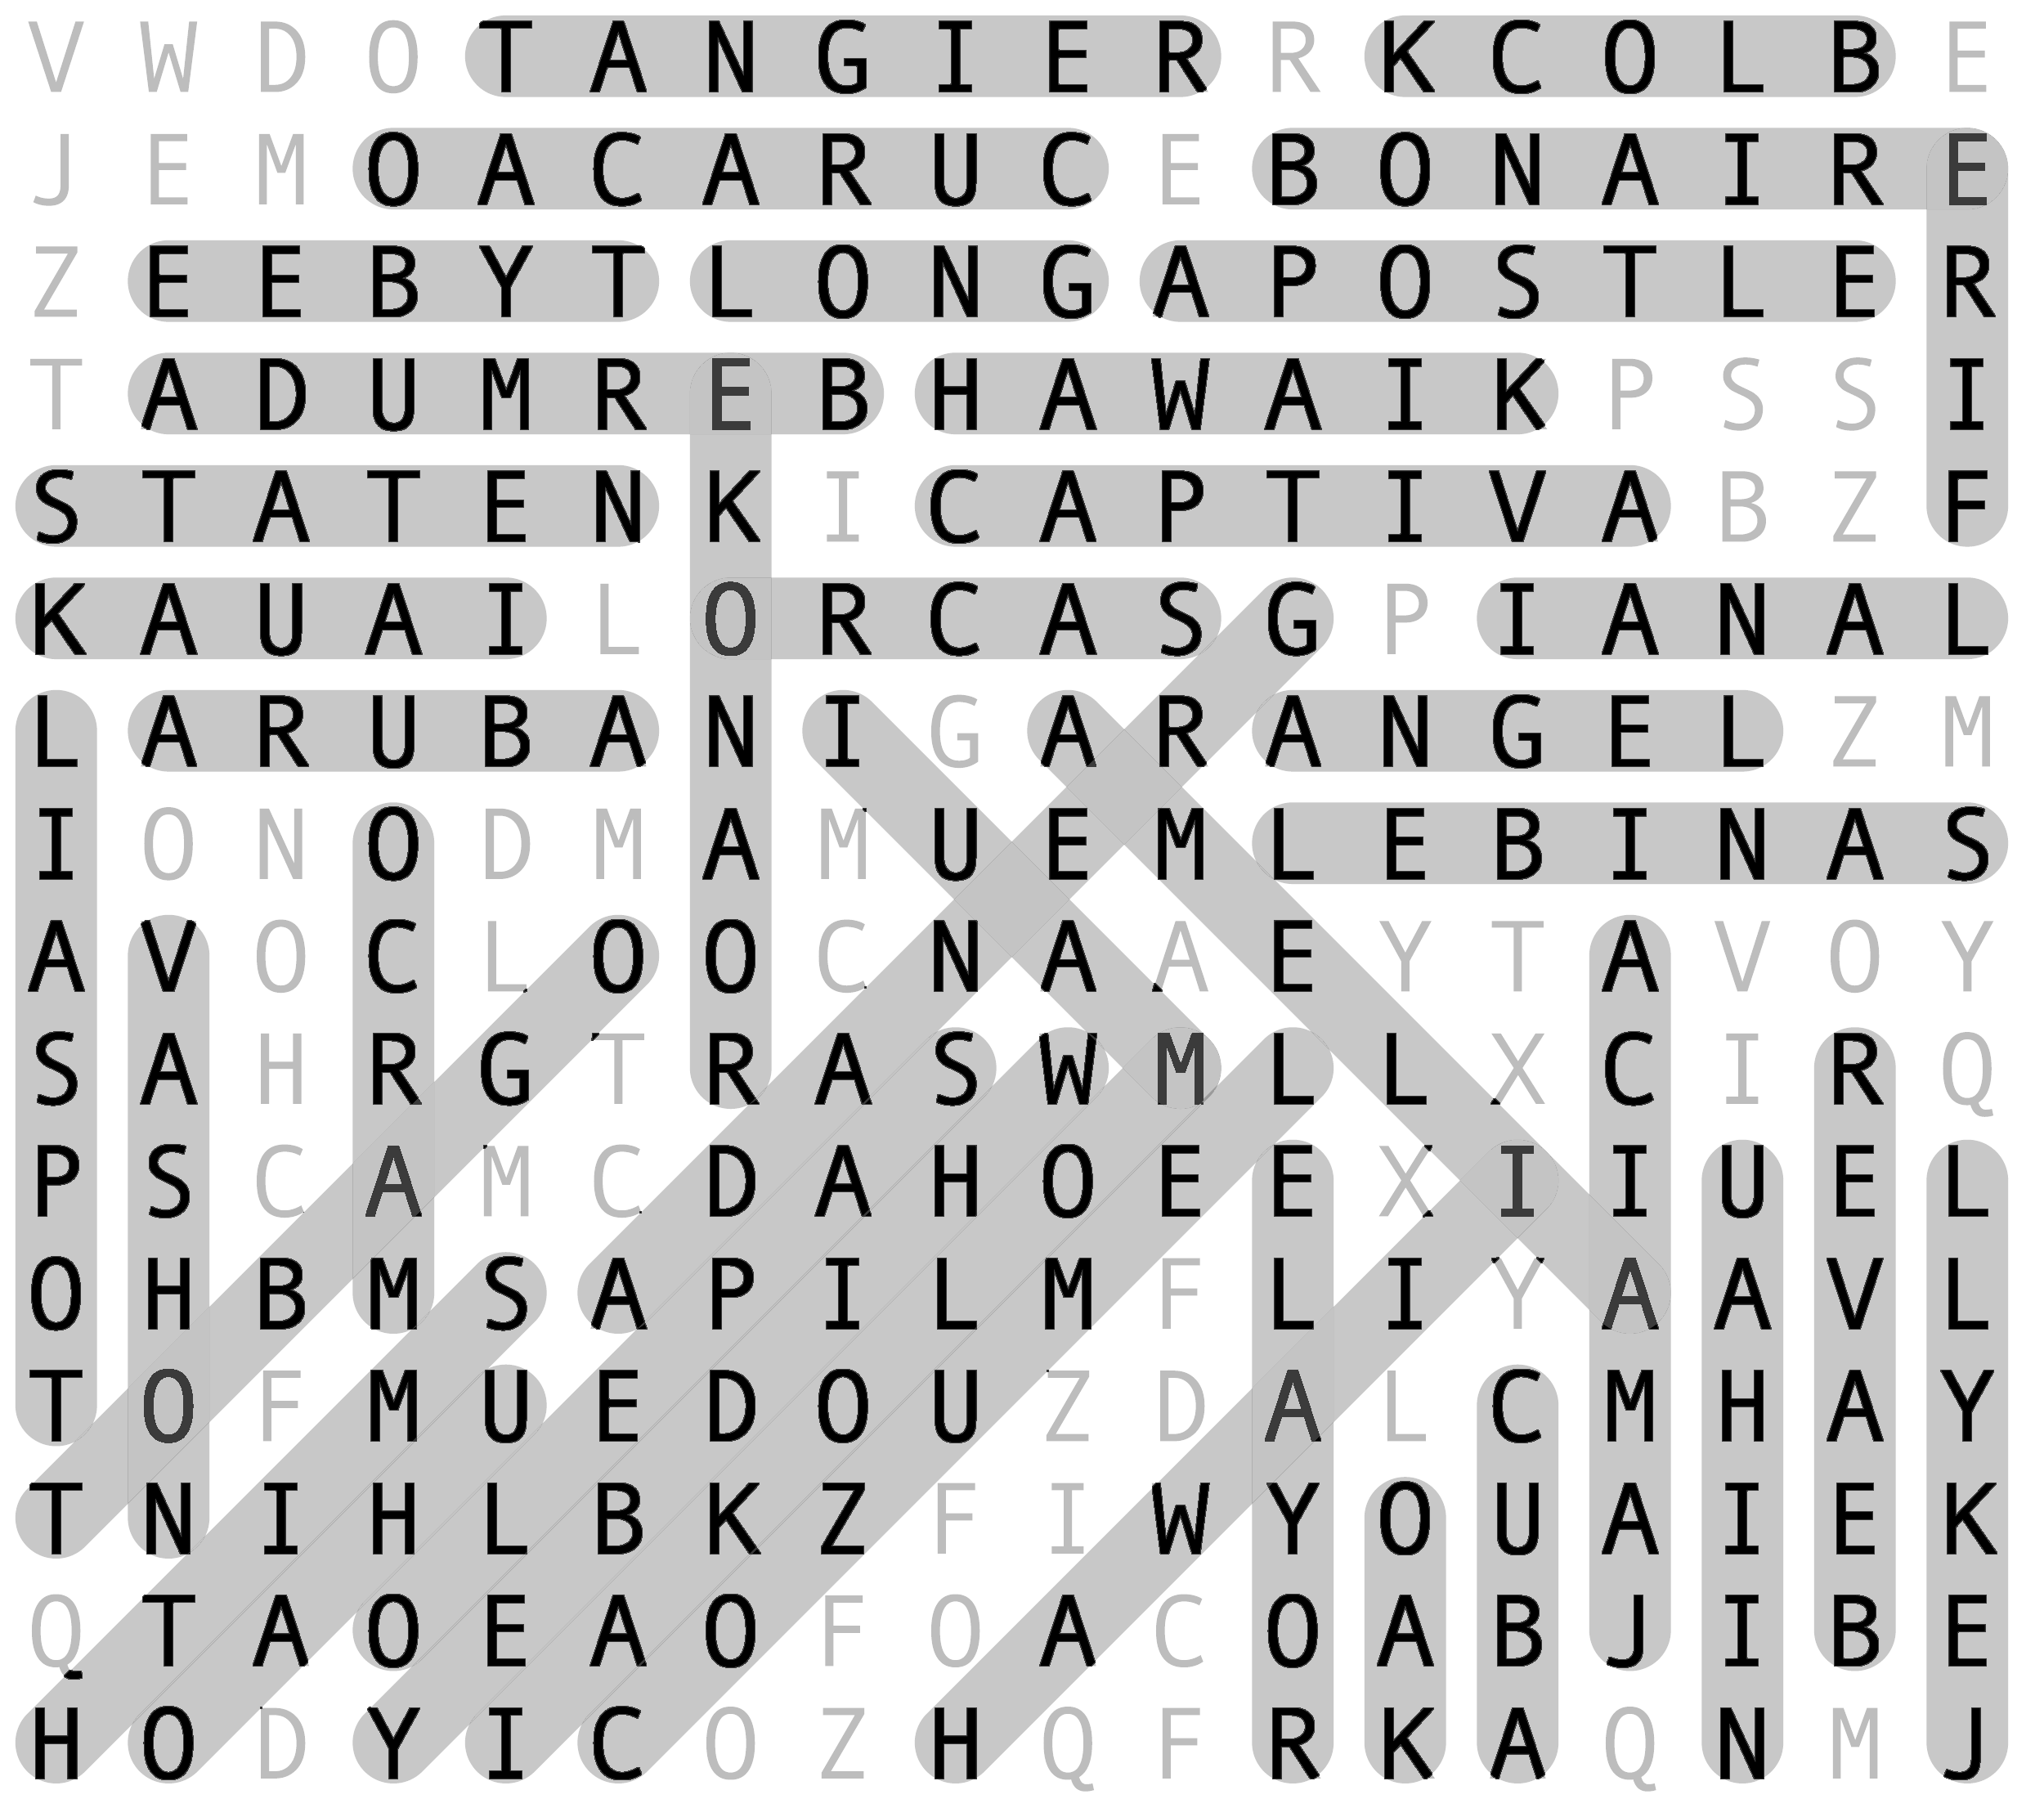 V W D O T A N G I E R R K C O L B E
J E M O A C A R U C E B O N A I R E
Z E E B Y T L O N G A P O S T L E R
T A D U M R E B H A W A I K P S S I
S T A T E N K I C A P T I V A B Z F
K A U A I L O R C A S G P I A N A L
L A R U B A N I G A R A N G E L Z M
I O N O D M A M U E M L E B I N A S
A V O C L O O C N A A E Y T A V O Y
S A H R G T R A S W M L L X C I R Q
P S C A M C D A H O E E X I I U E L
O H B M S A P I L M F L I Y A A V L
T O F M U E D O U Z D A L C M H A Y
T N I H L B K Z F I W Y O U A I E K
Q T A O E A O F O A C O A B J I B E
H O D Y I C O Z H Q F R K A Q N M J